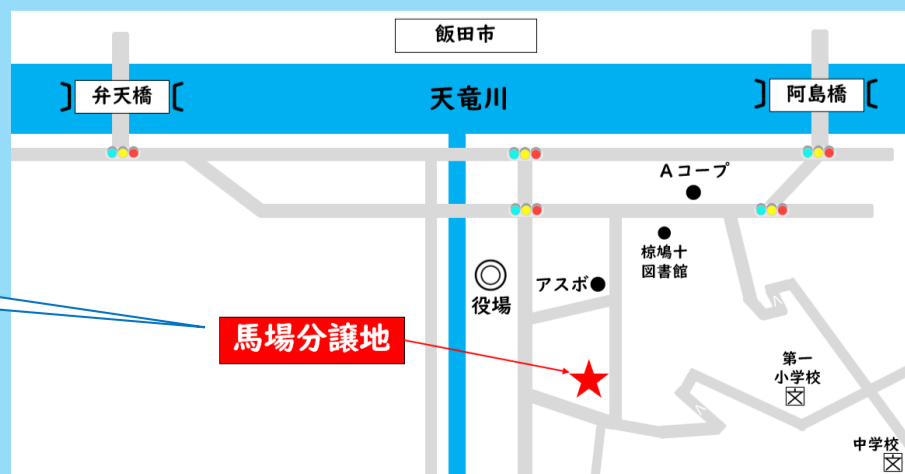 飯田市
弁天橋
天竜川
阿島橋
Aコープ
椋鳩十
図書館
アスボ
役場
馬場分譲地
第一
小学校
中学校